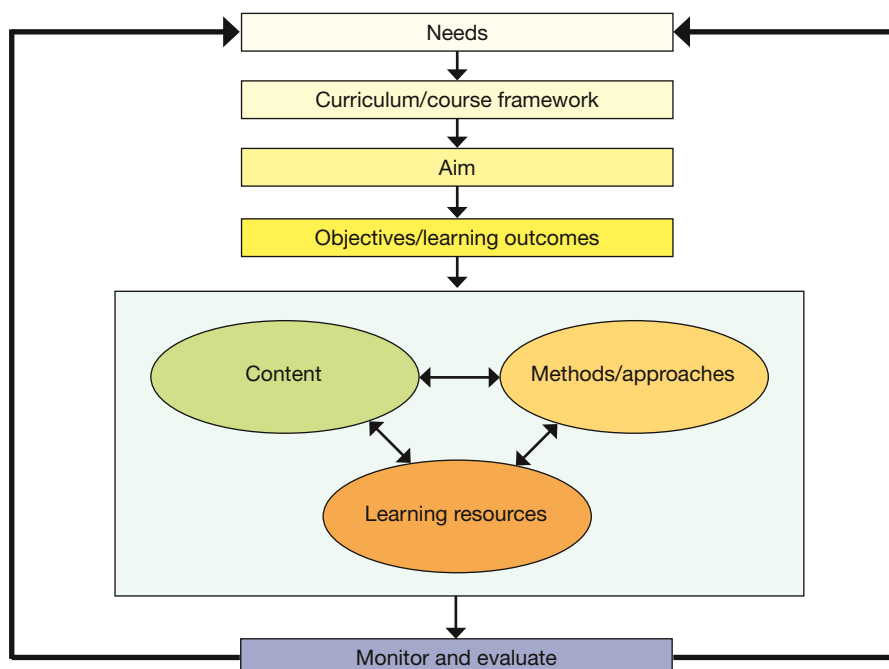 Needs
Curriculum/course framework
Aim
Objectives/learning outcomes
Content
Methods/approaches
Learning resources
Monitor and evaluate